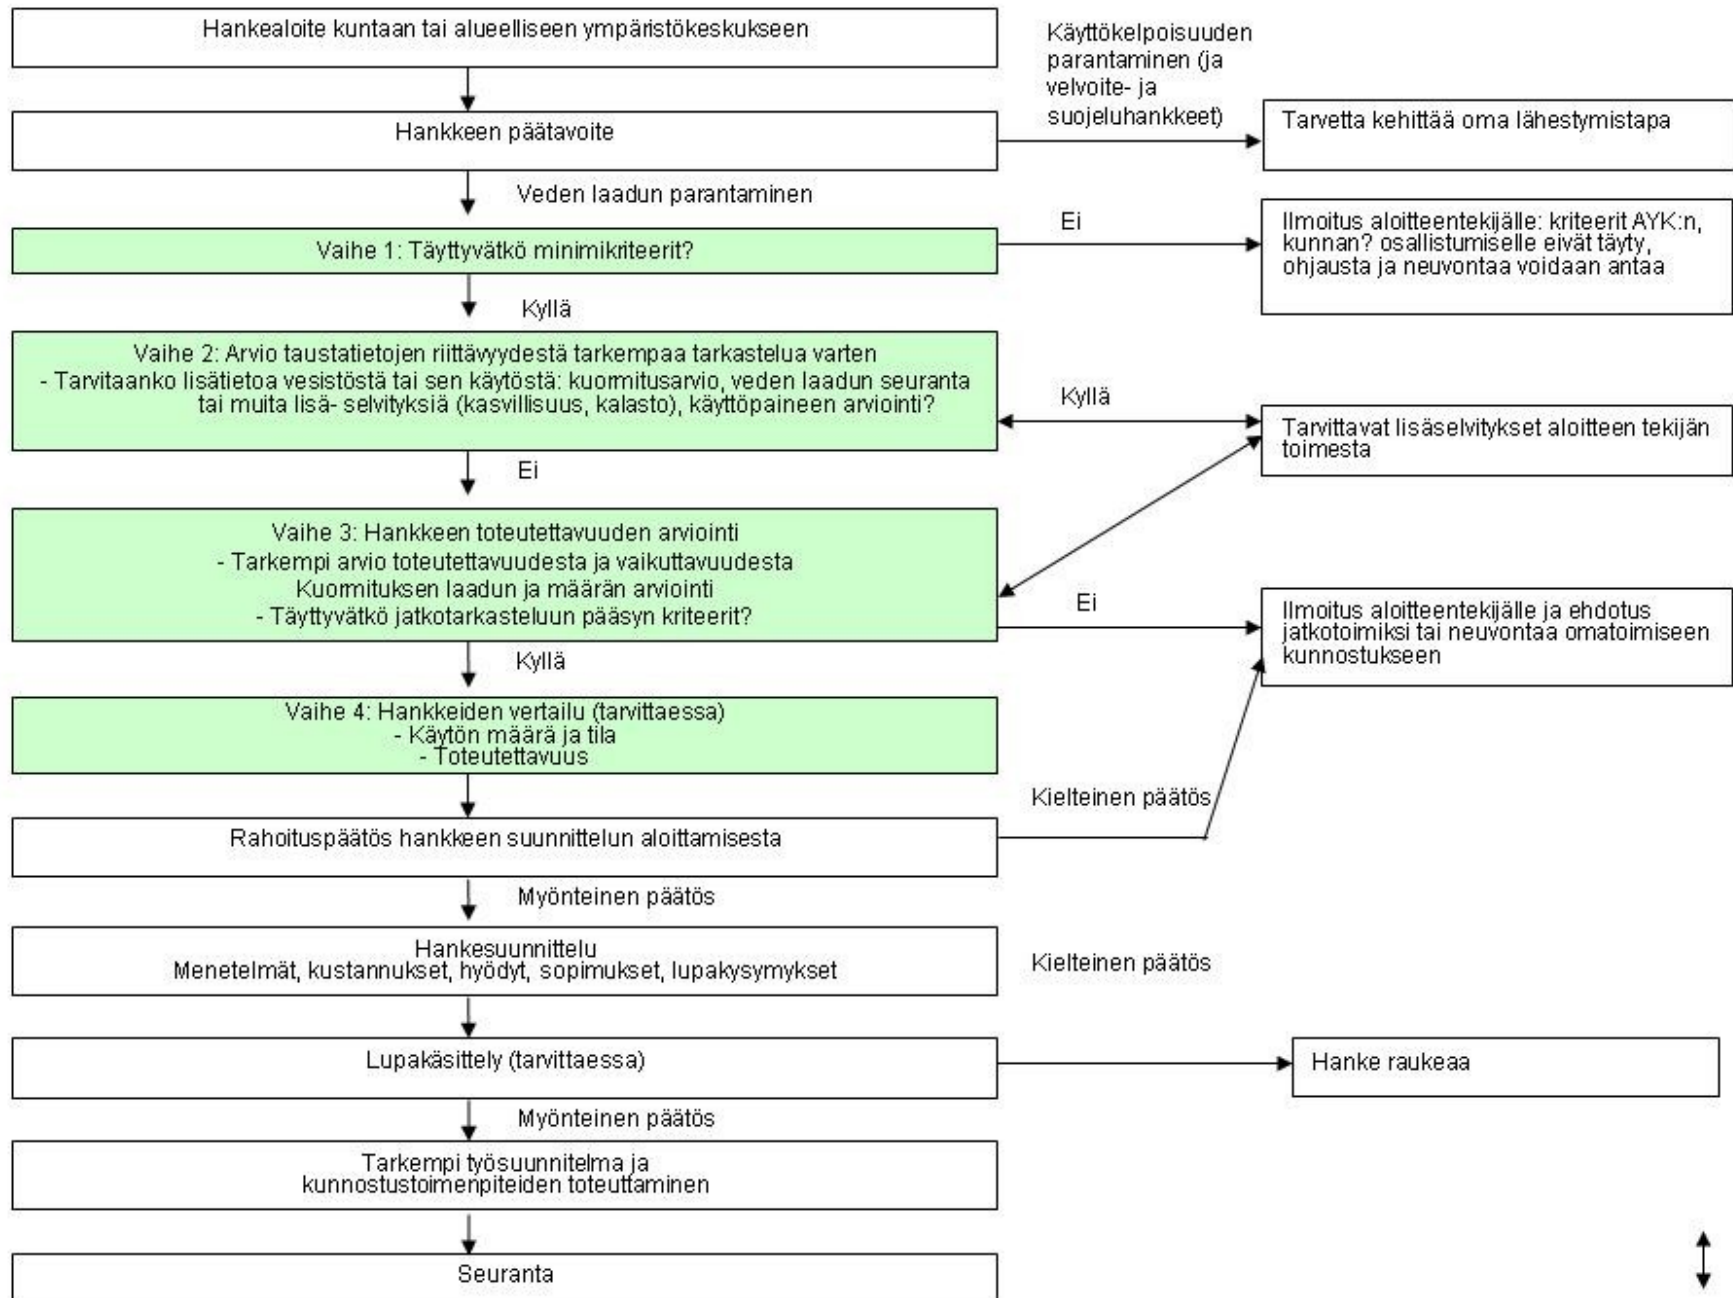 Hankealoite kuntaan tai alueelliseen ympäristökeskukseen
Käyttökelpoisuuden
parantaminen (ja
velvoite- ja
suojeluhankkeet)
Hankkeen päätavoite
Tarvetta kehittää oma lähestymistapa
Veden laadun parantaminen
Vaihe 1: Täyttyvätkö minimikriteerit?
Ei
Ilmoitus aloitteentekijälle: kriteerit AYK:n,
kunnan? osallistumiselle eivät täyty,
ohjausta ja neuvontaa voidaan antaa
Kyllä
Vaihe 2: Arvio taustatietojen riittävyydestä tarkempaa tarkastelua varten
- Tarvitaanko lisätietoa vesistöstä tai sen käytöstä: kuormitusarvio, veden laadun seuranta
tai muita lisä- selvityksiä (kasvillisuus, kalasto), käyttöpaineen arviointi?
Kyllä
Tarvittavat lisäselvitykset aloitteen tekijän
toimesta
Ei
Vaihe 3: Hankkeen toteutettavuuden arviointi
- Tarkempi arvio toteutettavuudesta ja vaikuttavuudesta
Kuormituksen laadun ja määrän arviointi
- Täyttyvätkö jatkotarkasteluun pääsyn kriteerit?
Ei
Ilmoitus aloitteentekijälle ja ehdotus
jatkotoimiksi tai neuvontaa omatoimiseen
kunnostukseen
Kyllä
Vaihe 4: Hankkeiden vertailu (tarvittaessa)
- Käytön määrä ja tila
- Toteutettavuus
Kielteinen päätös
Rahoituspäätös hankkeen suunnittelun aloittamisesta
Myönteinen päätös
Hankesuunnittelu
Menetelmät, kustannukset, hyödyt, sopimukset, lupakysymykset
Kielteinen päätös
Lupakäsittely (tarvittaessa)
Hanke raukeaa
Myönteinen päätös
Tarkempi työsuunnitelma ja
kunnostustoimenpiteiden toteuttaminen
Seuranta